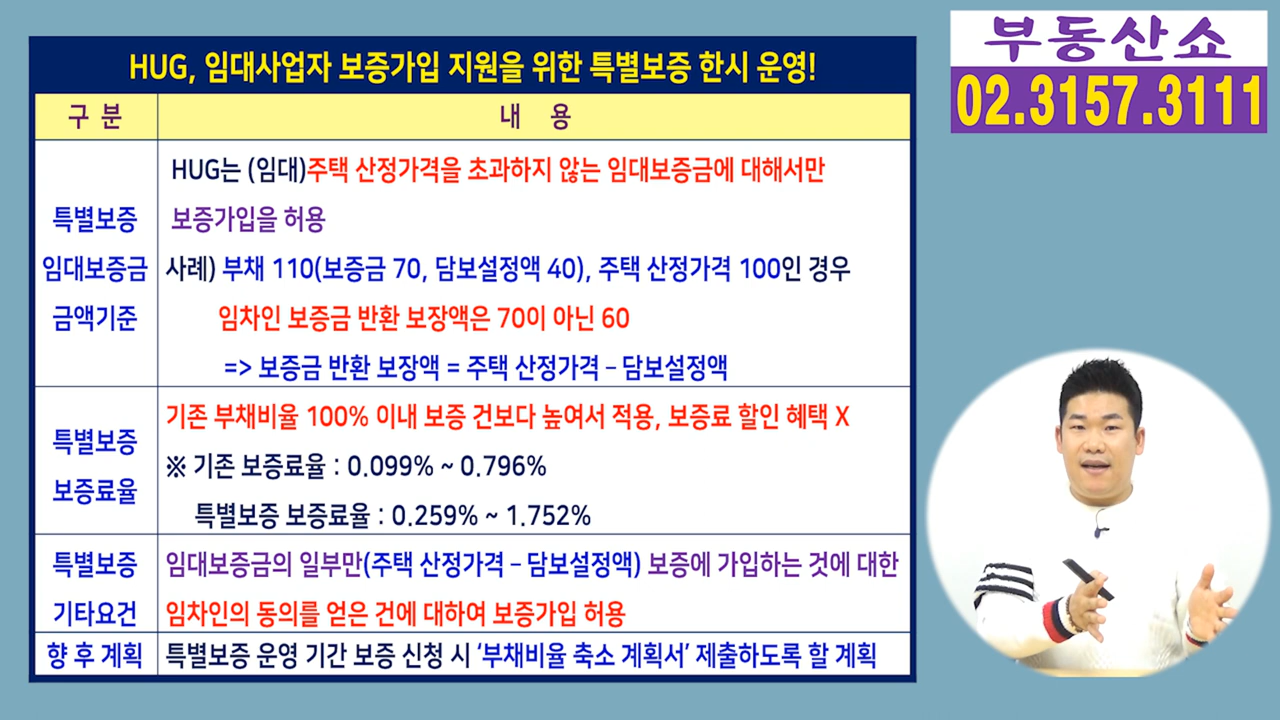 HUG, 임대사업자 보증가입 지원을 위한 특별보증 한시 운영!
부동산쇼
02.3157.3111
구 분
내 용
특별보증
임대보증금
금액기준
HUG는 (임대)주택 산정가격을 초과하지 않는 임대보증금에 대해서만
보증가입을 허용
사례) 부채 110(보증금 70, 담보설정액 40), 주택 산정가격 100인 경우
임차인 보증금 반환 보장액은 70이 아닌 60
=> 보증금 반환 보장액 = 주택 산정가격 – 담보설정액
특별보증
보증료율
기존 부채비율 100% 이내 보증 건보다 높여서 적용, 보증료 할인 혜택 X
※ 기존 보증료율 : 0.099% ~ 0.796%
특별보증 보증료율 : 0.259% ~ 1.752%
특별보증
기타요건
임대보증금의 일부만(주택 산정가격 – 담보설정액) 보증에 가입하는 것에 대한
임차인의 동의를 얻은 건에 대하여 보증가입 허용
향 후 계획
특별보증 운영 기간 보증 신청 시 ‘부채비율 축소 계획서’ 제출하도록 할 계획